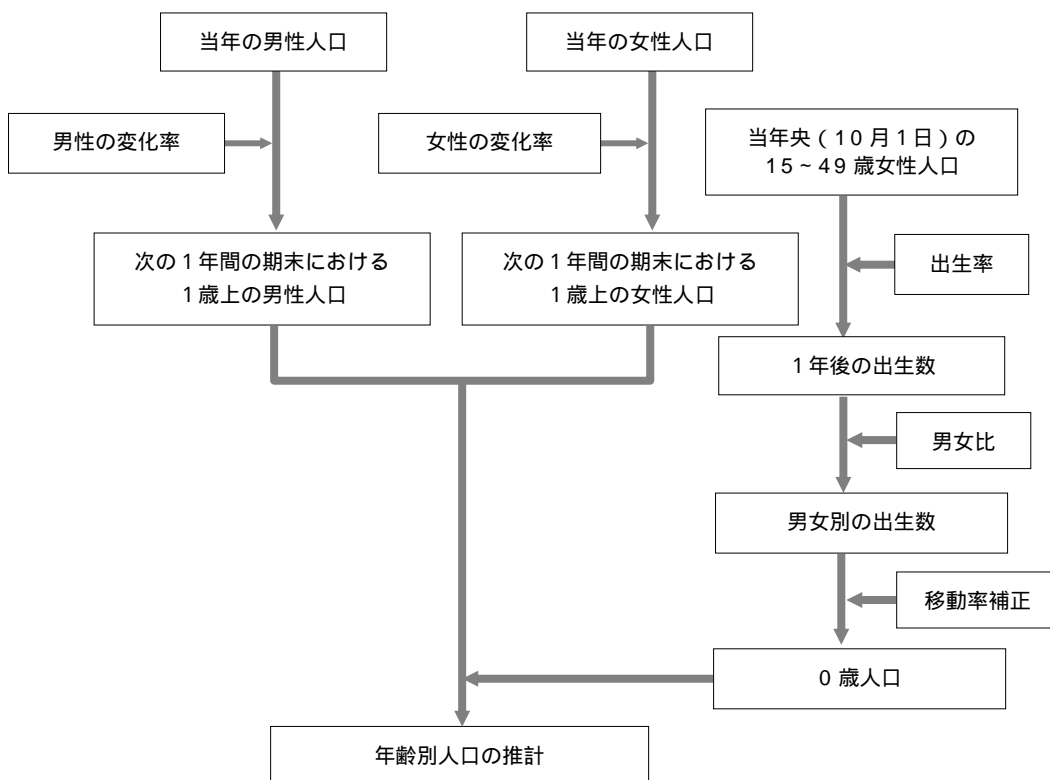 当年の男性人口
当年の女性人口
男性の変化率
女性の変化率
当年央（10月1日）の
15～49歳女性人口
次の1年間の期末における
1歳上の男性人口
次の1年間の期末における
1歳上の女性人口
出生率
1年後の出生数
男女比
男女別の出生数
移動率補正
0歳人口
年齢別人口の推計